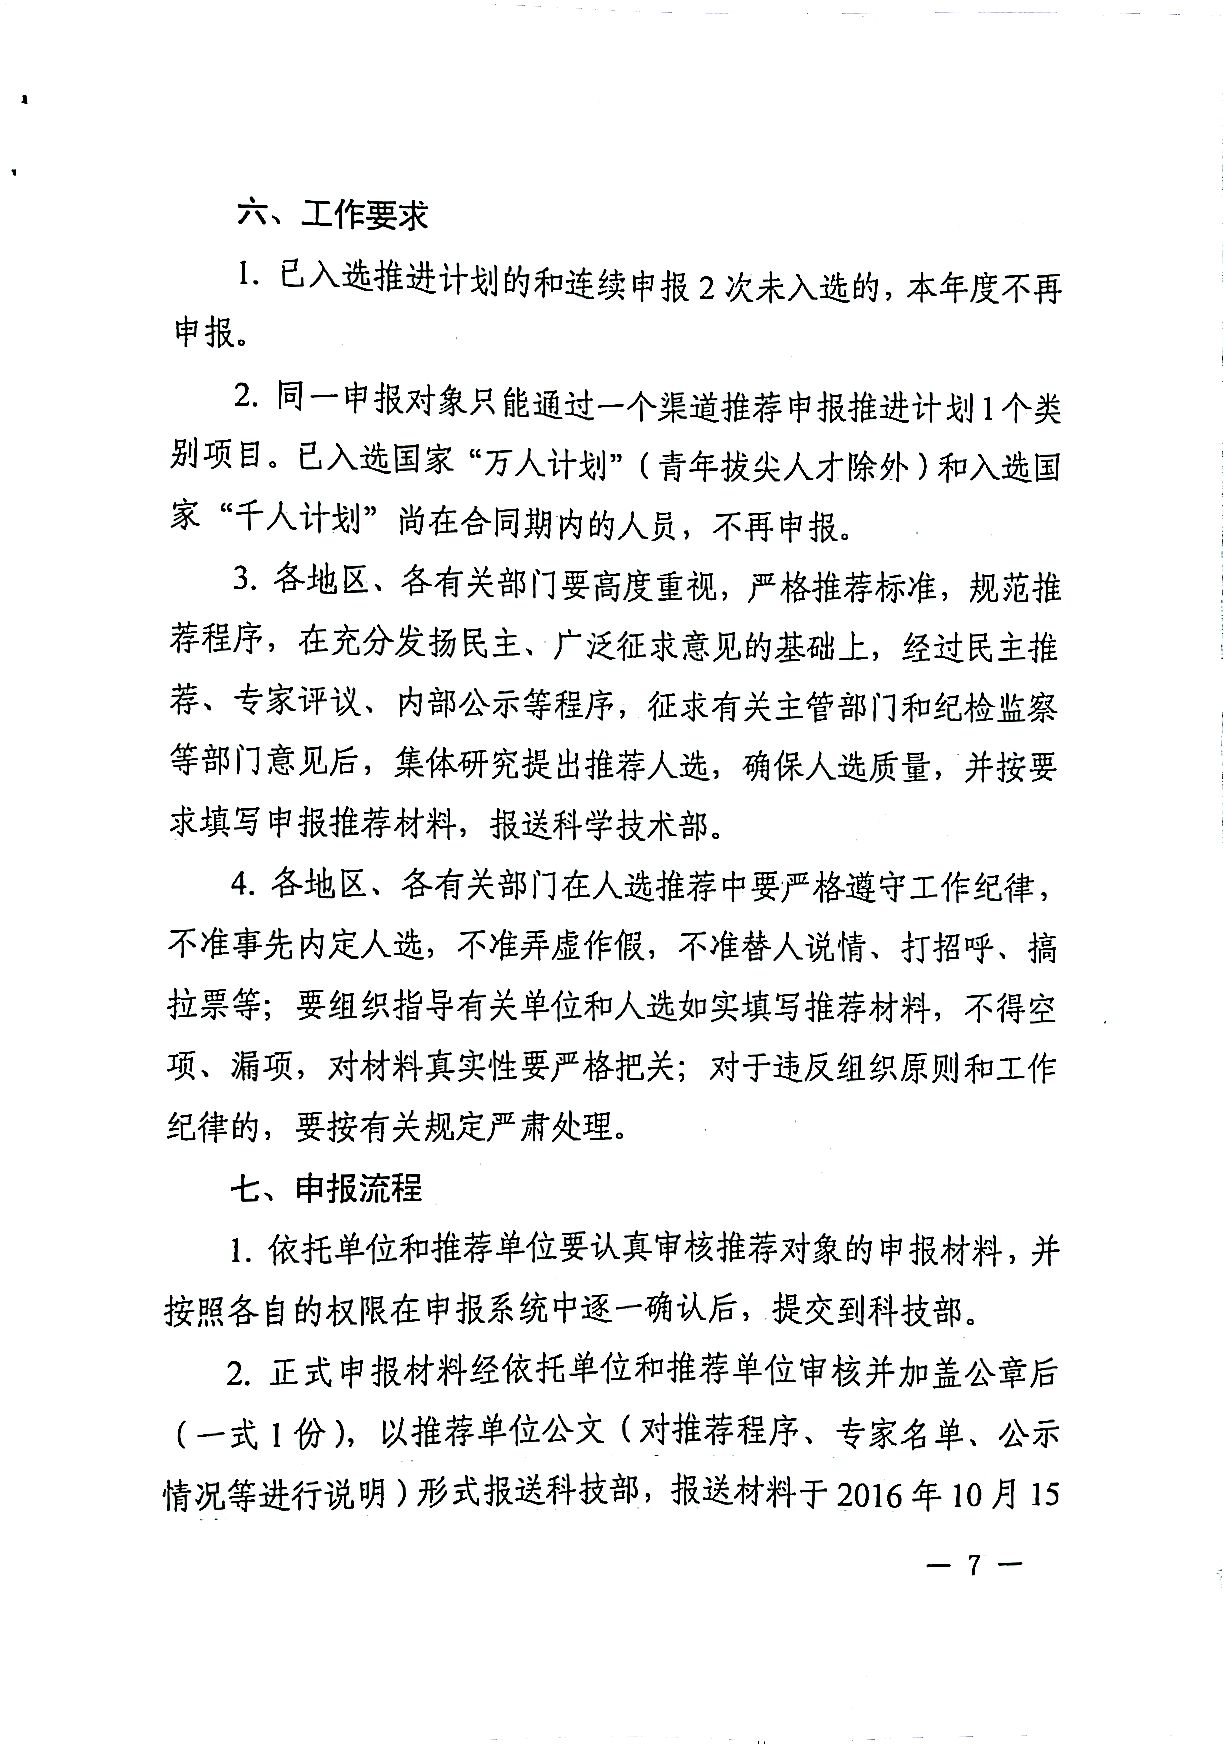 六、工作要求
1. 已入选推进计划的和连续申报 2 次未入选的，本年度不再
申报。
2. 同一申报对象只能通过一个渠道推荐申报推进计划1个类
别项目。已入选国家“万人计划”（青年拔尖人才除外）和入选国
家“千人计划”尚在合同期内的人员，不再申报。
3. 各地区、各有关部门要高度重视，严格推荐标准，规范推
荐程序，在充分发扬民主、广泛征求意见的基础上，经过民主推
荐、专家评议、内部公示等程序，征求有关主管部门和纪检监察
等部门意见后，集体研究提出推荐人选，确保人选质量，并按要
求填写申报推荐材料，报送科学技术部。
4. 各地区、各有关部门在人选推荐中要严格遵守工作纪律，
不准事先内定人选，不准弄虚作假，不准替人说情、打招呼、搞
拉票等；要组织指导有关单位和人选如实填写推荐材料，不得空
项、漏项，对材料真实性要严格把关；对于违反组织原则和工作
纪律的，要按有关规定严肃处理。
七、申报流程
1. 依托单位和推荐单位要认真审核推荐对象的申报材料，并
按照各自的权限在申报系统中逐一确认后，提交到科技部。
2. 正式申报材料经依托单位和推荐单位审核并加盖公章后
（一式 1 份），以推荐单位公文（对推荐程序、专家名单、公示
情况等进行说明）形式报送科技部，报送材料于 2016 年 10 月 15
— 7 —